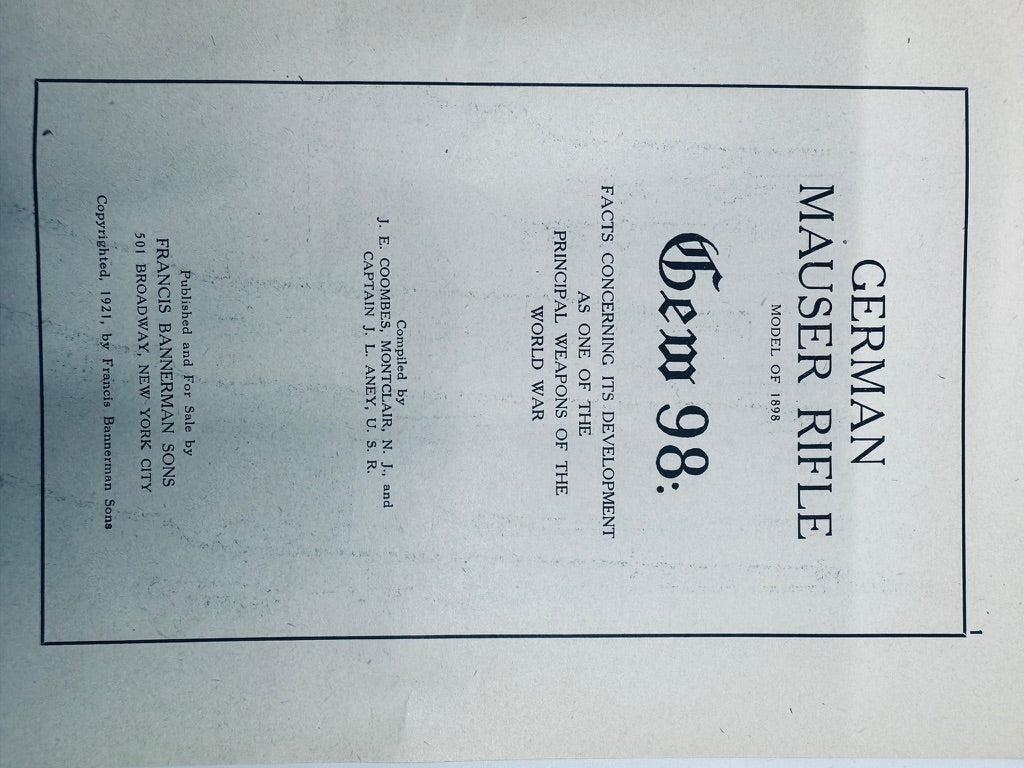 1
GERMAN
MAUSER RIFLE
MODEL OF 1898
Gew 98:
FACTS CONCERNING ITS DEVELOPMENT
AS ONE OF THE
PRINCIPAL WEAPONS OF THE
WORLD WAR
Compiled by
J. E. COOMBES, MONTCLAIR, N. J., and
CAPTAIN J. L. ANEY, U. S. R.
Published and For Sale by
FRANCIS BANNERMAN SONS
501 BROADWAY, NEW YORK CITY
Copyrighted, 1921, by Francis Bannerman Sons